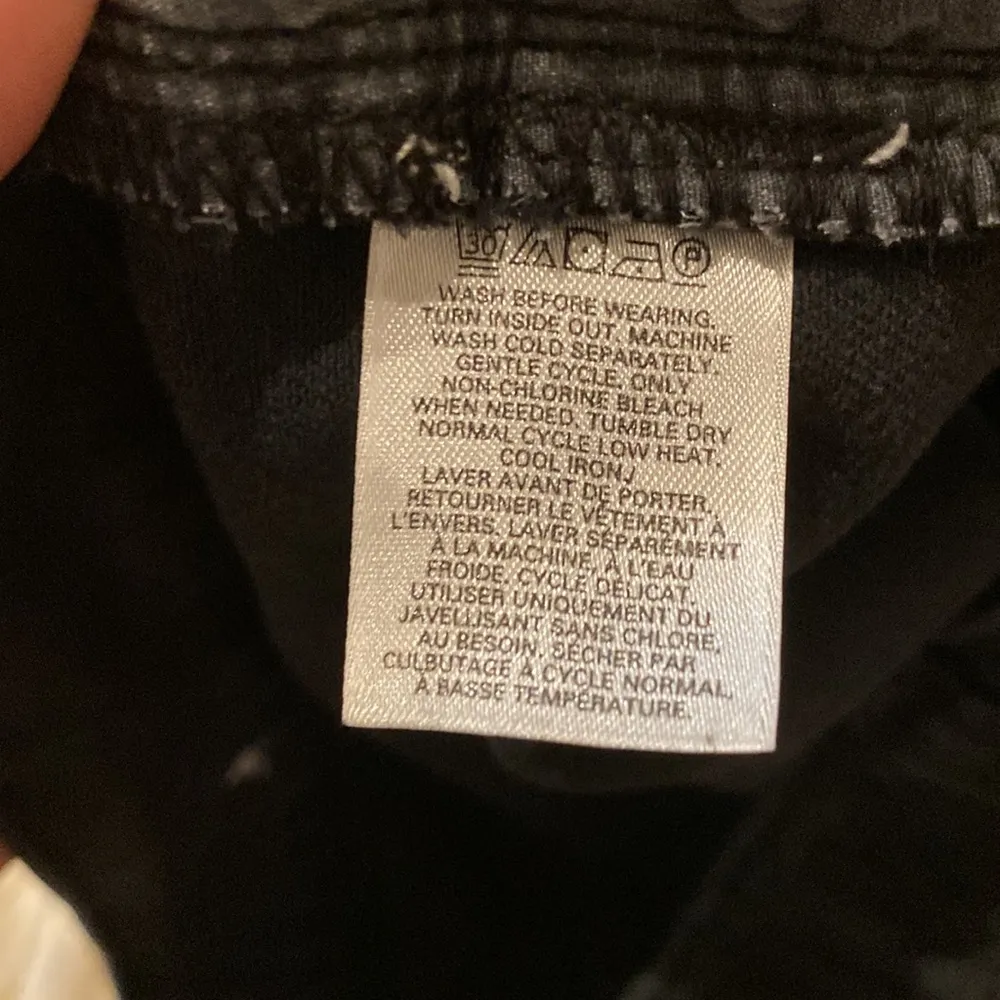 30 P
WASH BEFORE WEARING.
TURN INSIDE OUT. MACHINE
WASH COLD SEPARATELY.
GENTLE CYCLE. ONLY
NON-CHLORINE BLEACH
WHEN NEEDED. TUMBLE DRY
NORMAL CYCLE LOW HEAT.
COOL IRON./
LAVER AVANT DE PORTER.
RETOURNER LE VÊTEMENT À
L'ENVERS. LAVER SÉPARÉMENT
À LA MACHINE, À L'EAU
FROIDE. CYCLE DÉLICAT.
UTILISER UNIQUEMENT DU
JAVELLISANT SANS CHLORE,
AU BESOIN. SÉCHER PAR
CULBUTAGE À CYCLE NORMAL,
À BASSE TEMPÉRATURE.